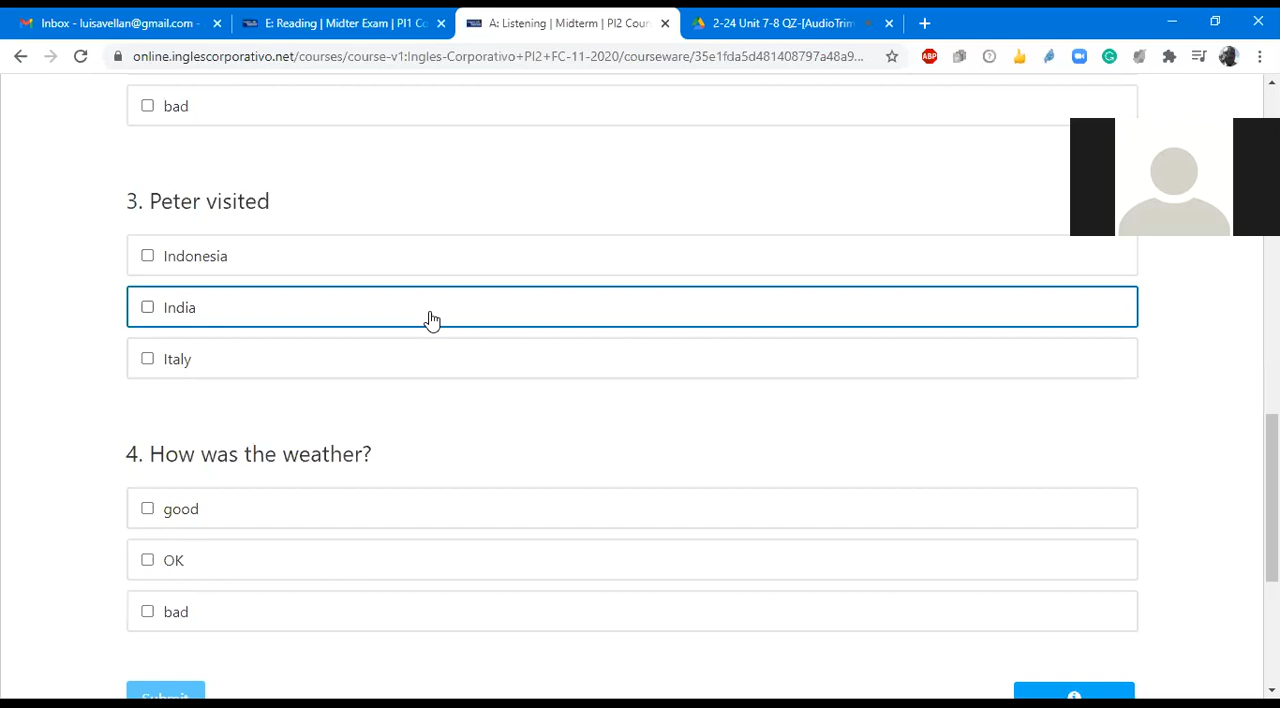 Inbox - luisavellan@gmail.com -
E: Reading | Midter Exam | PI1 C
A: Listening | Midterm | PI2 Cour
2-24 Unit 7-8 QZ-[AudioTrim
online.inglescorporativo.net/courses/course-v1:Ingles-Corporativo+PI2+FC-11-2020/courseware/35e1fda5d481408797a48a9...
ABP
bad
3. Peter visited
Indonesia
India
Italy
4. How was the weather?
good
OK
bad
Submit